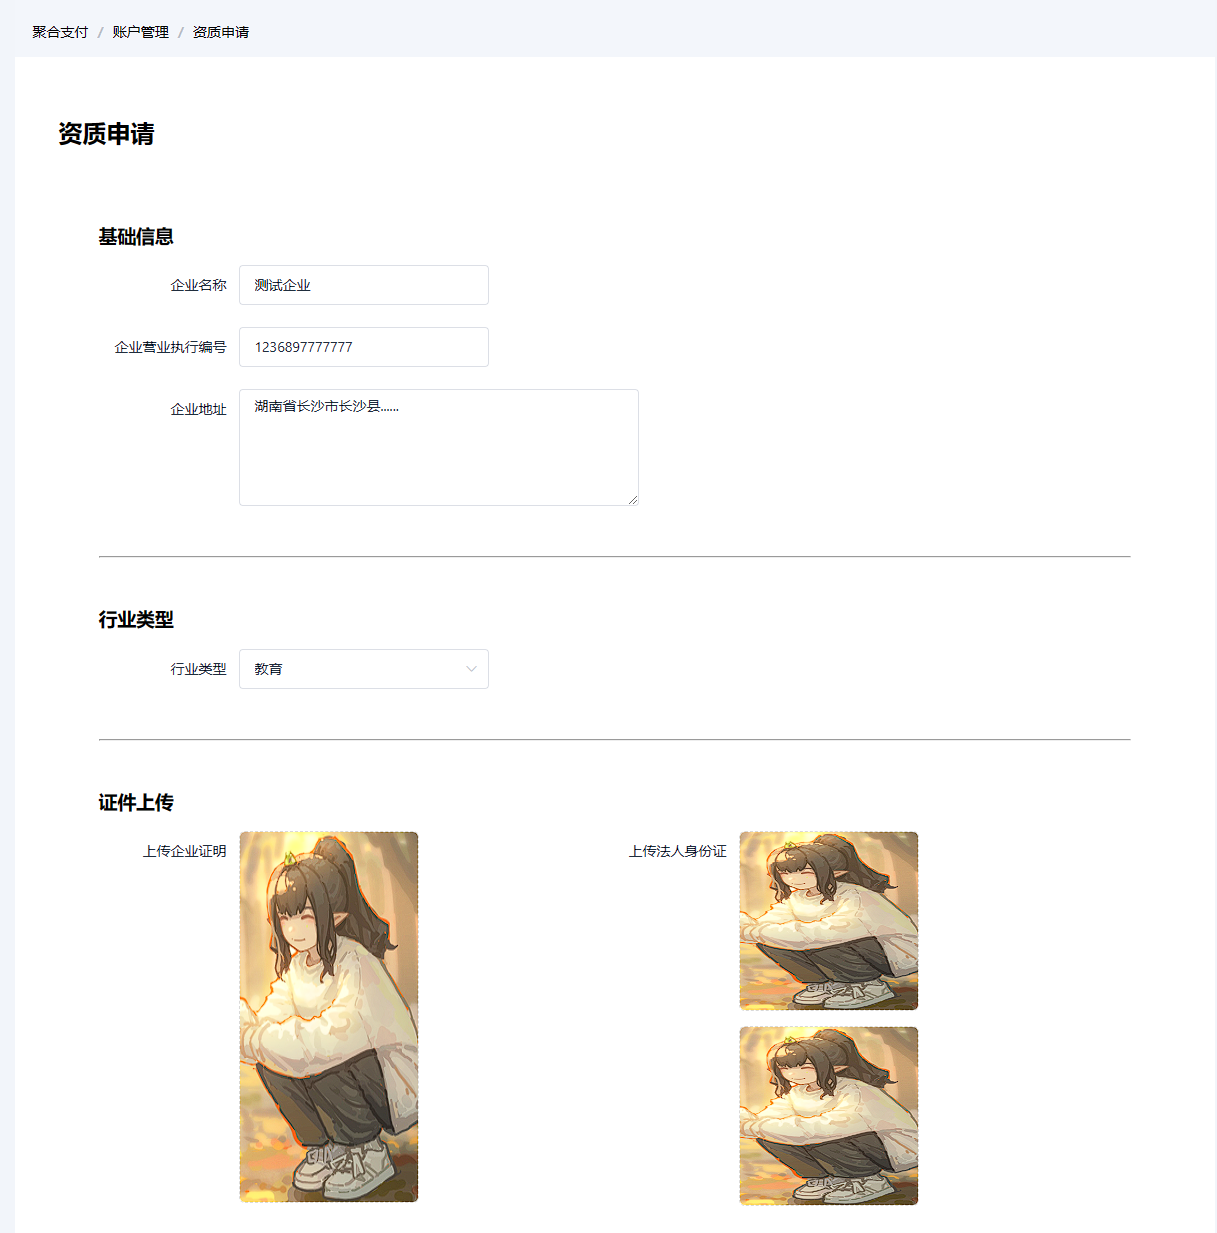 聚合支付 / 账户管理 / 资质申请
资质申请
基础信息
企业名称 测试企业
企业营业执行编号 1236897777777
企业地址 湖南省长沙市长沙县......
行业类型
行业类型 教育
证件上传
上传企业证明 上传法人身份证